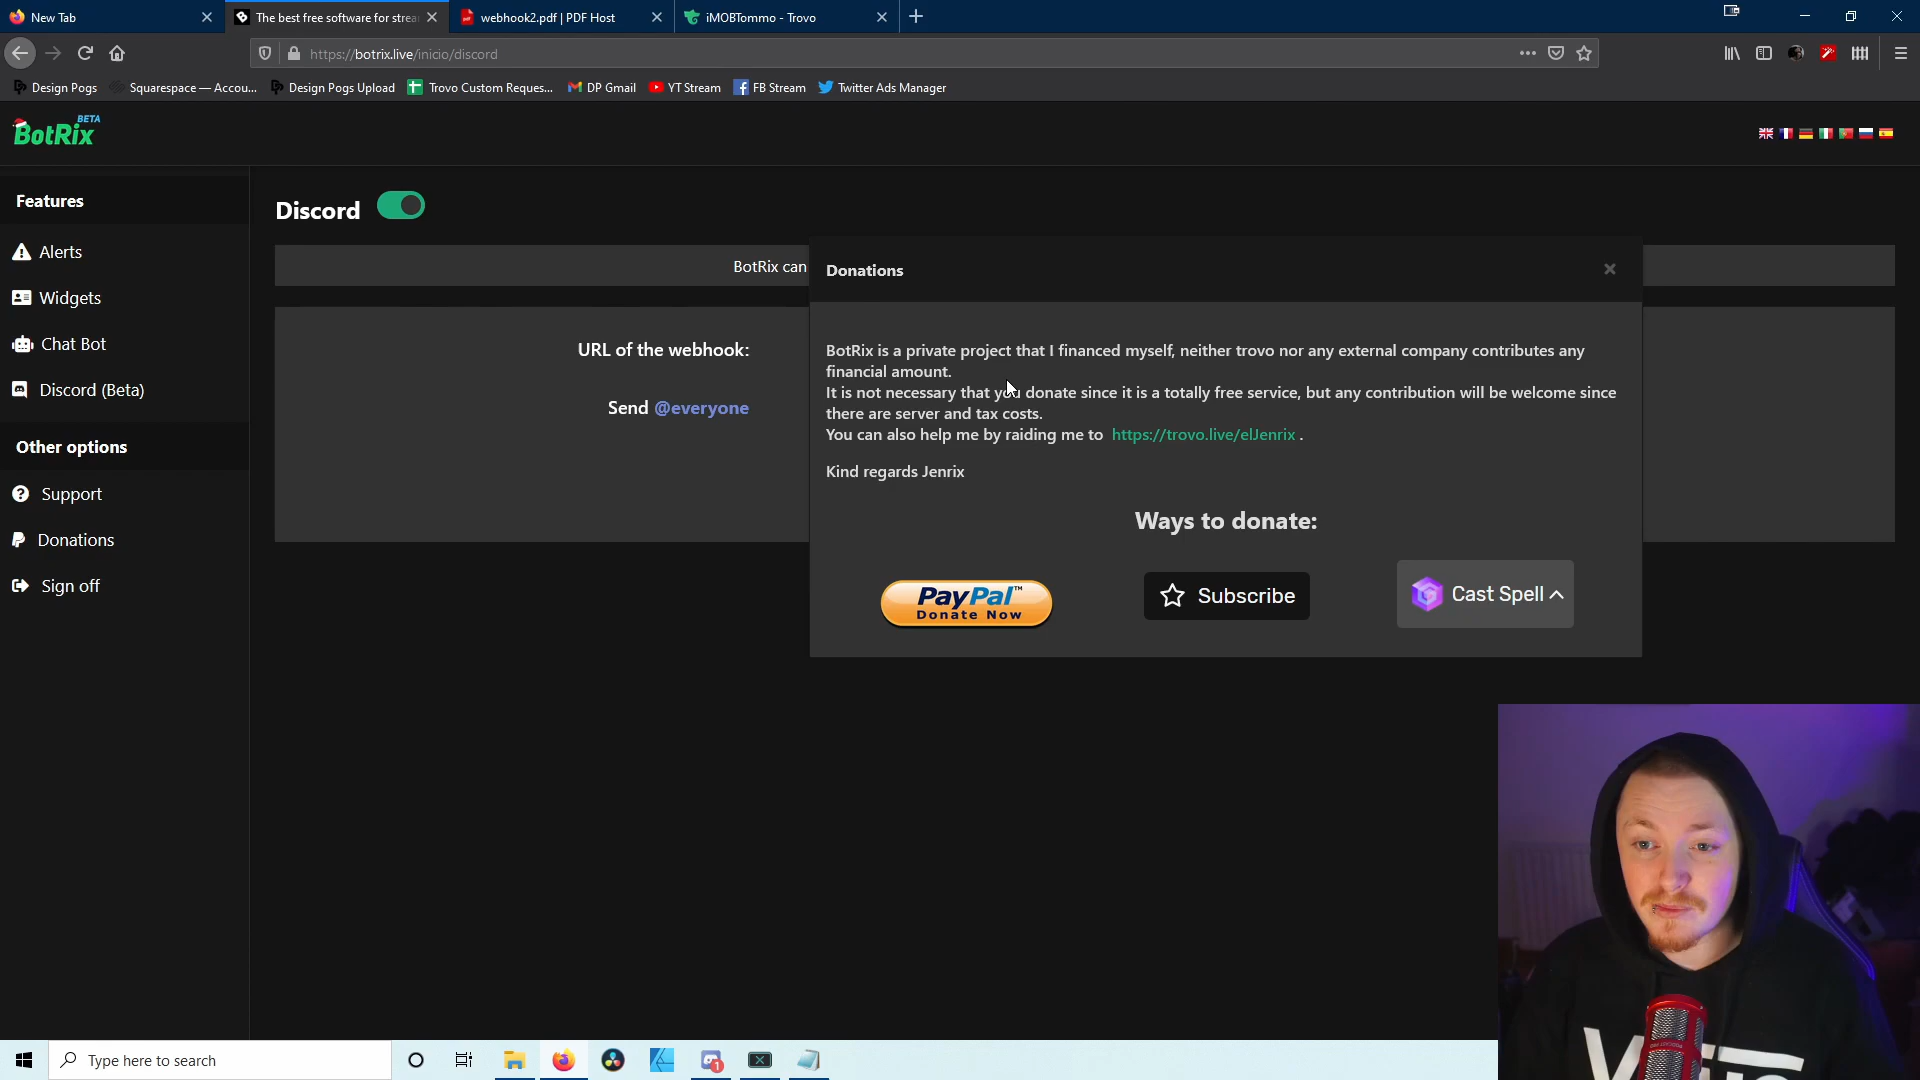 New Tab
The best free software for strea
webhook2.pdf | PDF Host
iMOBTommo - Trovo
https://botrix.live/inicio/discord
Design Pogs
Squarespace — Accou...
Design Pogs Upload
Trovo Custom Reques...
DP Gmail
YT Stream
FB Stream
Twitter Ads Manager
BotRix BETA
Features
Alerts
Widgets
Chat Bot
Discord (Beta)
Other options
Support
Donations
Sign off
Discord
BotRix can
URL of the webhook:
Send @everyone
Donations
BotRix is a private project that I financed myself, neither trovo nor any external company contributes any
financial amount.
It is not necessary that you donate since it is a totally free service, but any contribution will be welcome since
there are server and tax costs.
You can also help me by raiding me to https://trovo.live/elJenrix .
Kind regards Jenrix
Ways to donate:
PayPal™
Donate Now
Subscribe
Cast Spell
Type here to search
1